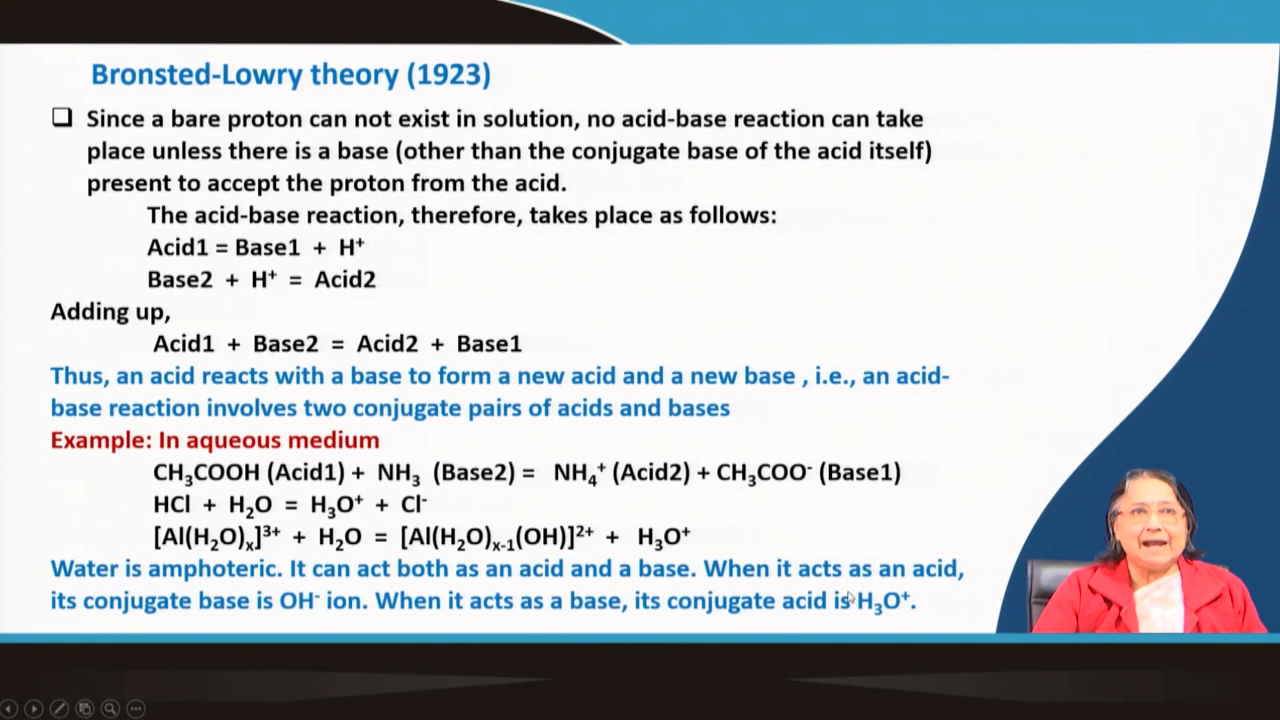 Bronsted-Lowry theory (1923)
❑ Since a bare proton can not exist in solution, no acid-base reaction can take
place unless there is a base (other than the conjugate base of the acid itself)
present to accept the proton from the acid.
The acid-base reaction, therefore, takes place as follows:
Acid1 = Base1 + H⁺
Base2 + H⁺ = Acid2
Adding up,
Acid1 + Base2 = Acid2 + Base1
Thus, an acid reacts with a base to form a new acid and a new base , i.e., an acid-
base reaction involves two conjugate pairs of acids and bases
Example: In aqueous medium
CH₃COOH (Acid1) + NH₃ (Base2) = NH₄⁺ (Acid2) + CH₃COO⁻ (Base1)
HCl + H₂O = H₃O⁺ + Cl⁻
[Al(H₂O)ₓ]³⁺ + H₂O = [Al(H₂O)ₓ₋₁(OH)]²⁺ + H₃O⁺
Water is amphoteric. It can act both as an acid and a base. When it acts as an acid,
its conjugate base is OH⁻ ion. When it acts as a base, its conjugate acid is H₃O⁺.